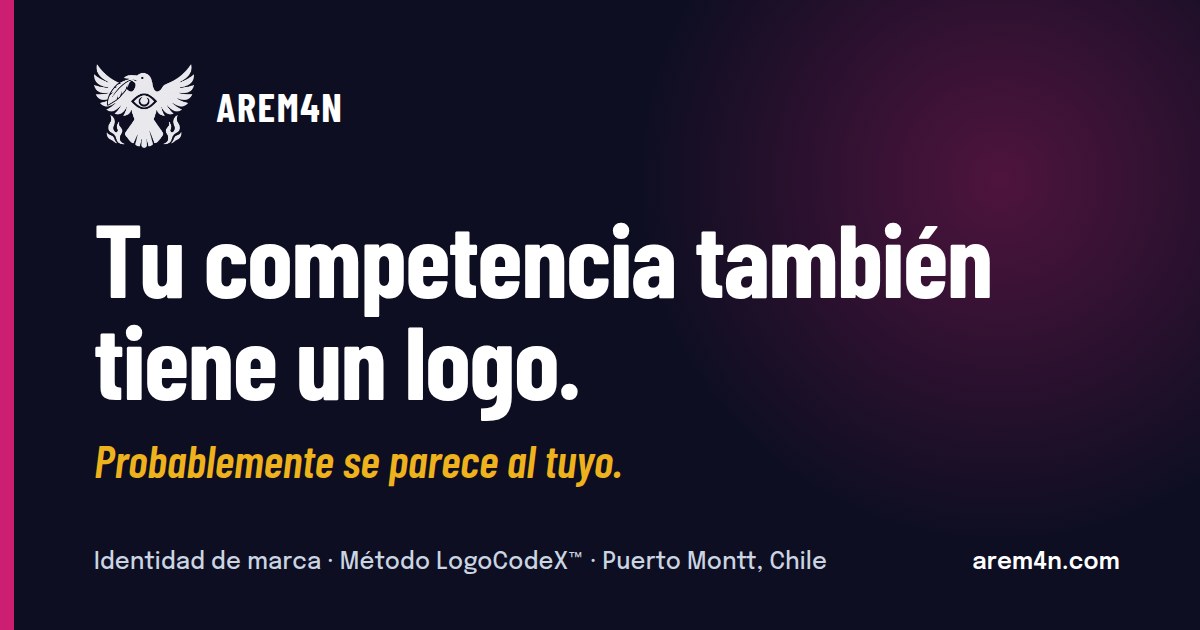 AREM4N
Tu competencia también
tiene un logo.
Probablemente se parece al tuyo.
Identidad de marca · Método LogoCodeX™ · Puerto Montt, Chile
arem4n.com